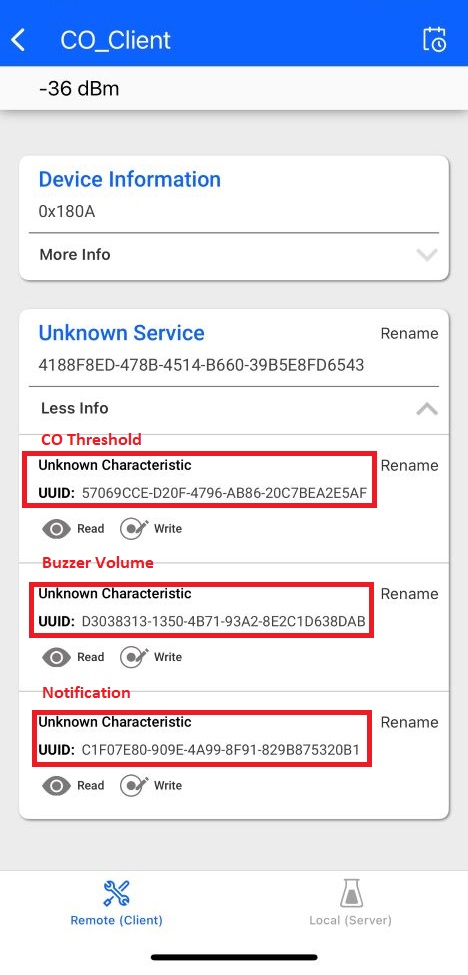 CO_Client
-36 dBm
Device Information
0x180A
More Info
Unknown Service Rename
4188F8ED-478B-4514-B660-39B5E8FD6543
Less Info
CO Threshold
Unknown Characteristic Rename
UUID: 57069CCE-D20F-4796-AB86-20C7BEA2E5AF
Read Write
Buzzer Volume
Unknown Characteristic Rename
UUID: D3038313-1350-4B71-93A2-8E2C1D638DAB
Read Write
Notification
Unknown Characteristic Rename
UUID: C1F07E80-909E-4A99-8F91-829B875320B1
Read Write
Remote (Client) Local (Server)